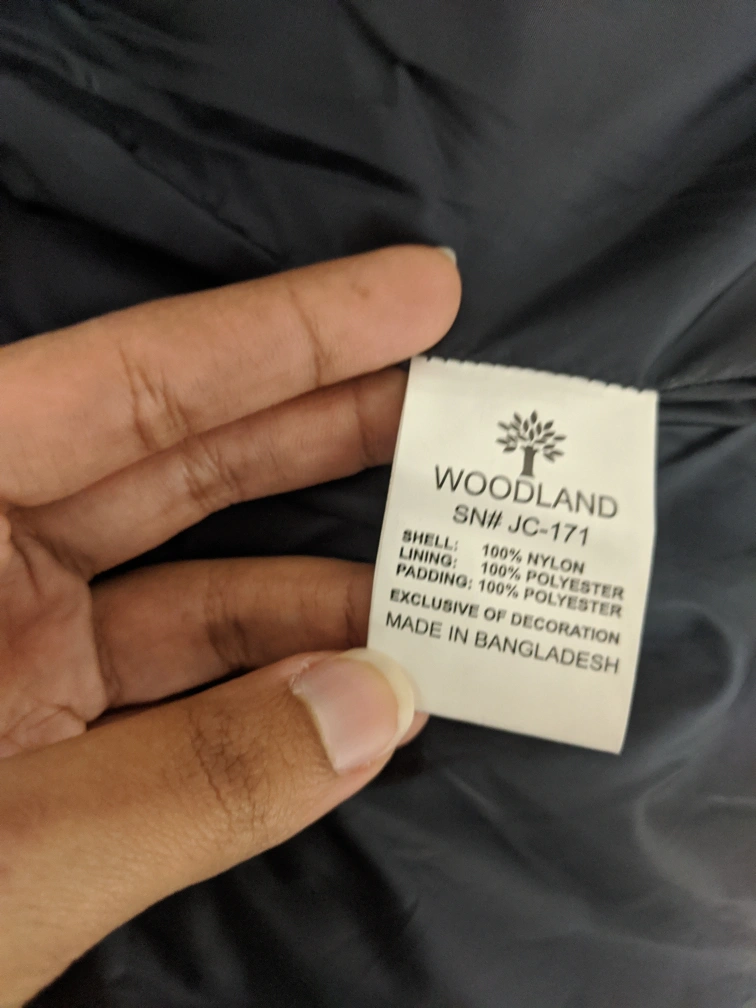 WOODLAND
SN# JC-171
SHELL: 100% NYLON
LINING: 100% POLYESTER
PADDING: 100% POLYESTER
EXCLUSIVE OF DECORATION
MADE IN BANGLADESH